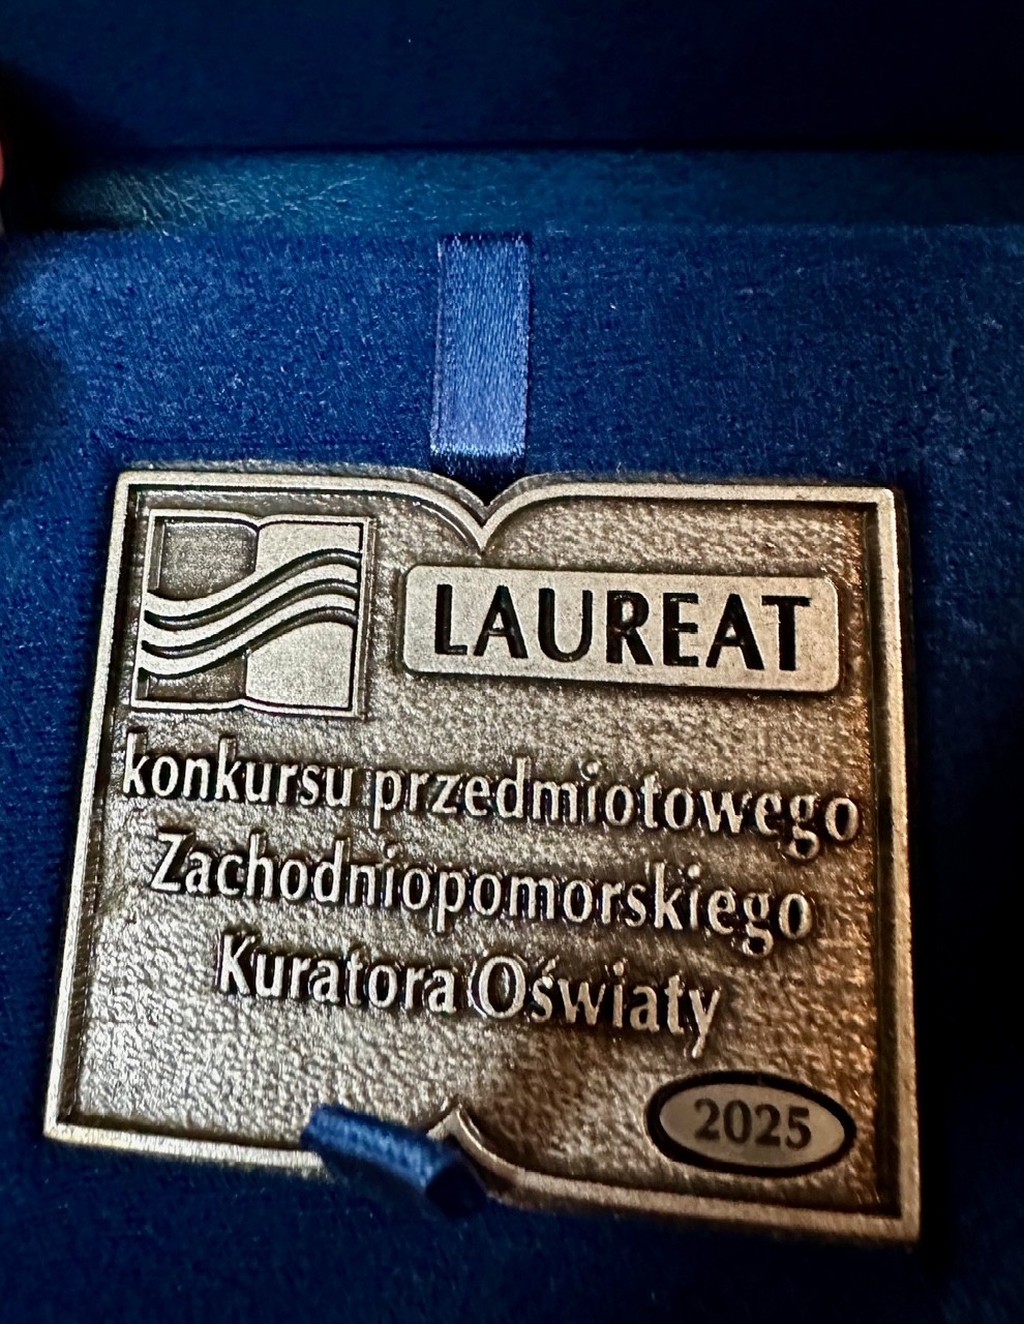 LAUREAT
konkursu przedmiotowego
Zachodniopomorskiego
Kuratora Oświaty
2025